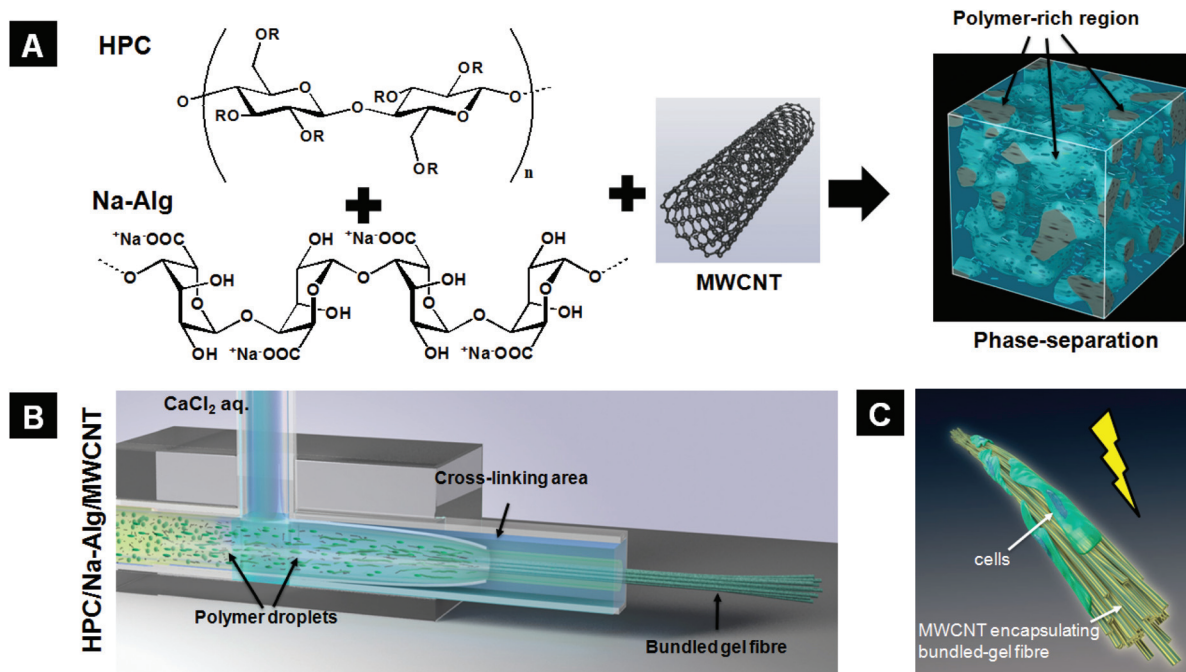 A
HPC
OR
OR
OR
O
O
RO
O
RO
OR
O
O
OR
OR
n
Polymer-rich region
Na-Alg
⁺Na⁻OOC
OH
⁺Na⁻OOC
OH
O
OH
O
O
OH
O
O
O
O
O
O
OH
O
O
OH
OH
⁺Na⁻OOC
OH
⁺Na⁻OOC
MWCNT
Phase-separation
B
HPC/Na-Alg/MWCNT
CaCl₂ aq.
Cross-linking area
Polymer droplets
Bundled gel fibre
C
cells
MWCNT encapsulating
bundled-gel fibre